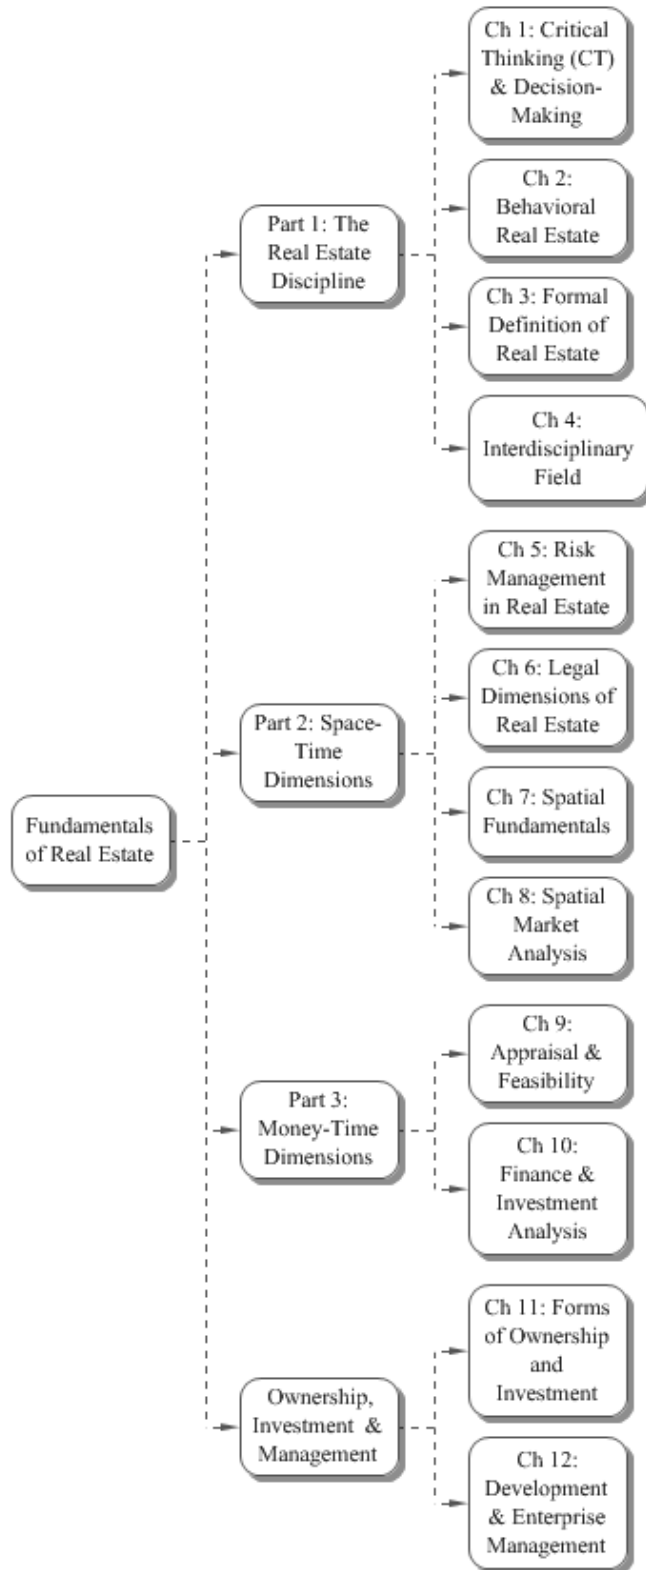 Fundamentals
of Real Estate
Part 1: The
Real Estate
Discipline
Ch 1: Critical
Thinking (CT)
& Decision-
Making
Ch 2:
Behavioral
Real Estate
Ch 3: Formal
Definition of
Real Estate
Ch 4:
Interdisciplinary
Field
Part 2: Space-
Time
Dimensions
Ch 5: Risk
Management
in Real Estate
Ch 6: Legal
Dimensions of
Real Estate
Ch 7: Spatial
Fundamentals
Ch 8: Spatial
Market
Analysis
Part 3:
Money-Time
Dimensions
Ch 9:
Appraisal &
Feasibility
Ch 10:
Finance &
Investment
Analysis
Ownership,
Investment &
Management
Ch 11: Forms
of Ownership
and
Investment
Ch 12:
Development
& Enterprise
Management